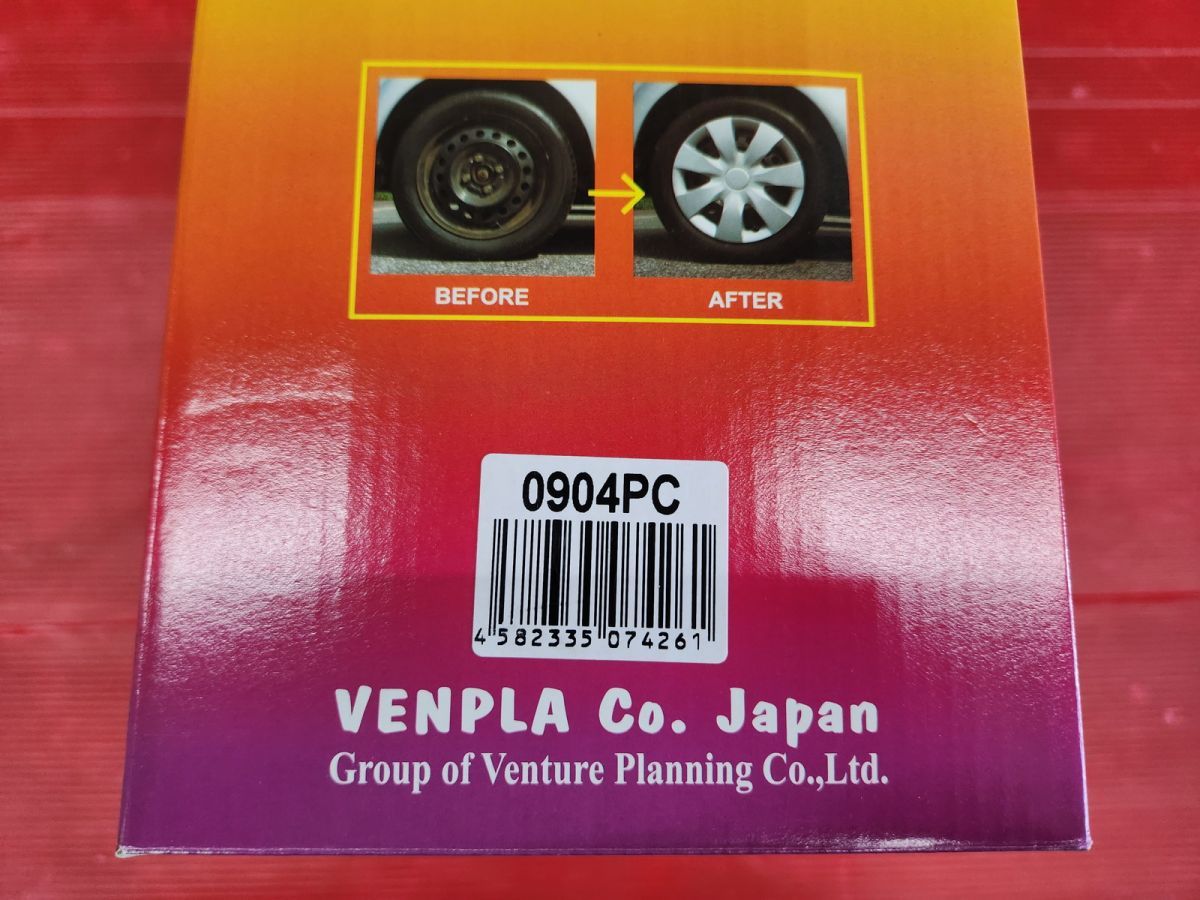 BEFORE
AFTER
0904PC
4 582335 074261
VENPLA Co. Japan
Group of Venture Planning Co.,Ltd.